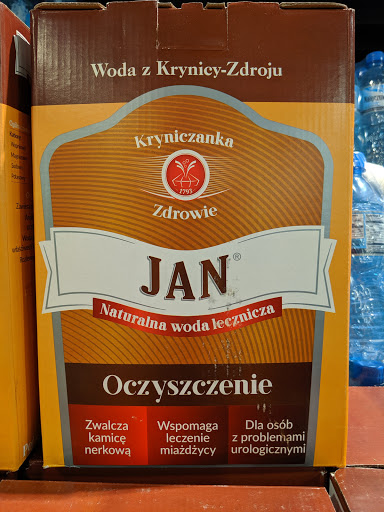 Woda z Krynicy-Zdroju
Kryniczanka
1793
Zdrowie
JAN®
Naturalna woda lecznicza
Oczyszczenie
Zwalcza
kamicę
nerkową
Wspomaga
leczenie
miażdżycy
Dla osób
z problemami
urologicznymi